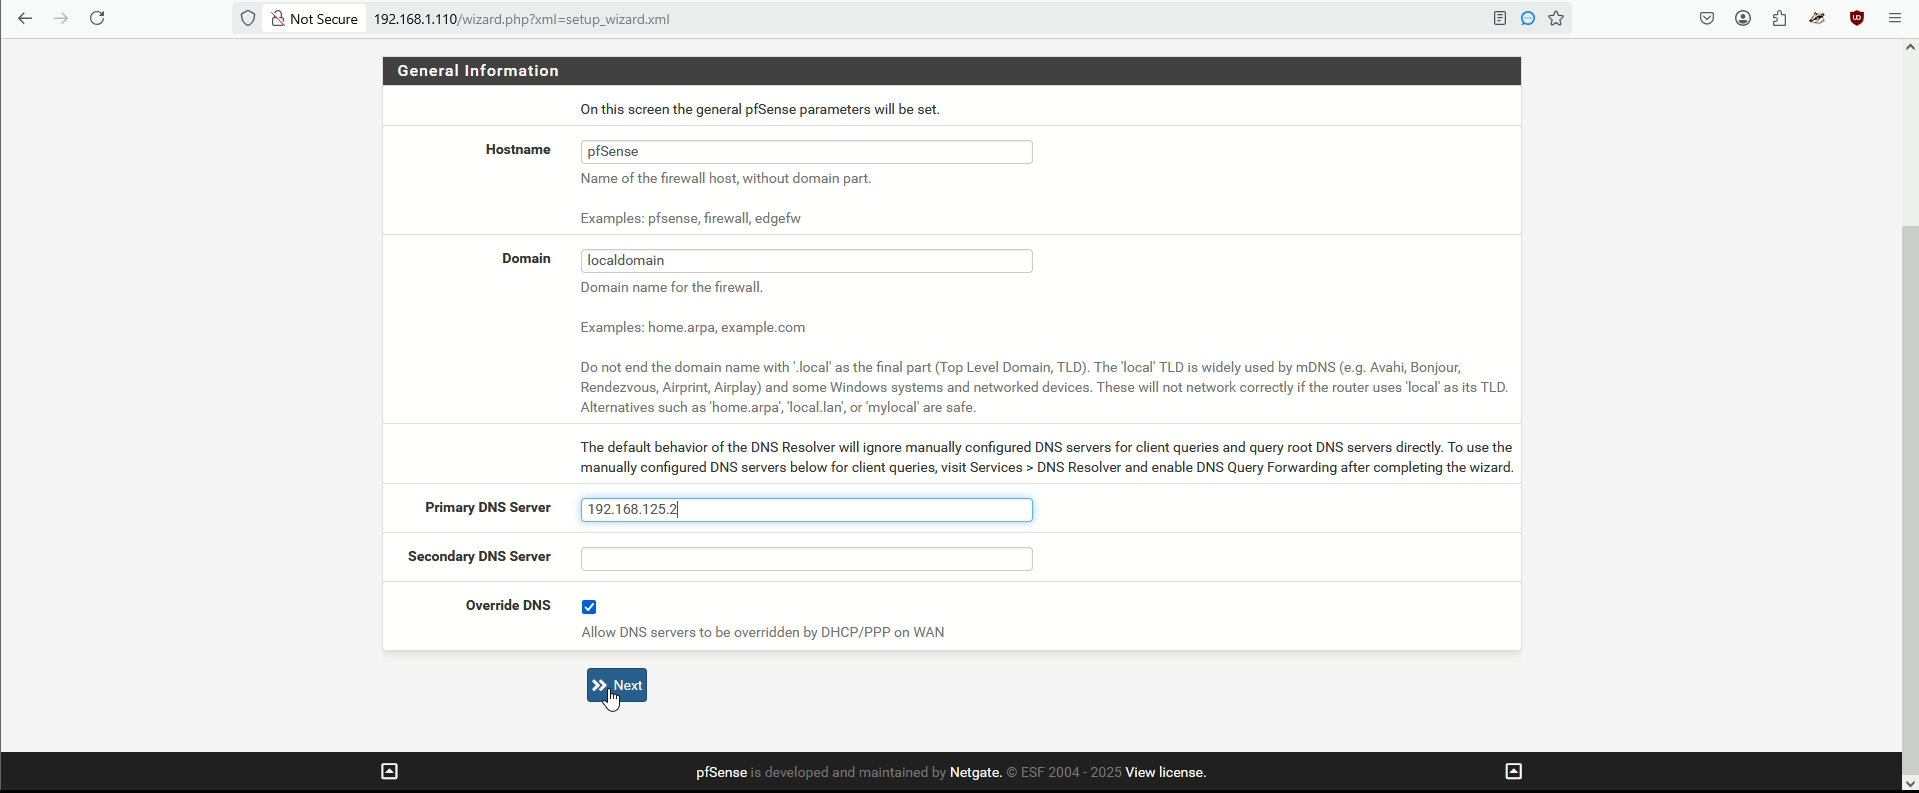 Not Secure
192.168.1.110/wizard.php?xml=setup_wizard.xml
General Information
On this screen the general pfSense parameters will be set.
Hostname
pfSense
Name of the firewall host, without domain part.
Examples: pfsense, firewall, edgefw
Domain
localdomain
Domain name for the firewall.
Examples: home.arpa, example.com
Do not end the domain name with '.local' as the final part (Top Level Domain, TLD). The 'local' TLD is widely used by mDNS (e.g. Avahi, Bonjour,
Rendezvous, Airprint, Airplay) and some Windows systems and networked devices. These will not network correctly if the router uses 'local' as its TLD.
Alternatives such as 'home.arpa', 'local.lan', or 'mylocal' are safe.
The default behavior of the DNS Resolver will ignore manually configured DNS servers for client queries and query root DNS servers directly. To use the
manually configured DNS servers below for client queries, visit Services > DNS Resolver and enable DNS Query Forwarding after completing the wizard.
Primary DNS Server
192.168.125.2
Secondary DNS Server
Override DNS
Allow DNS servers to be overridden by DHCP/PPP on WAN
Next
pfSense is developed and maintained by Netgate. © ESF 2004 - 2025 View license.